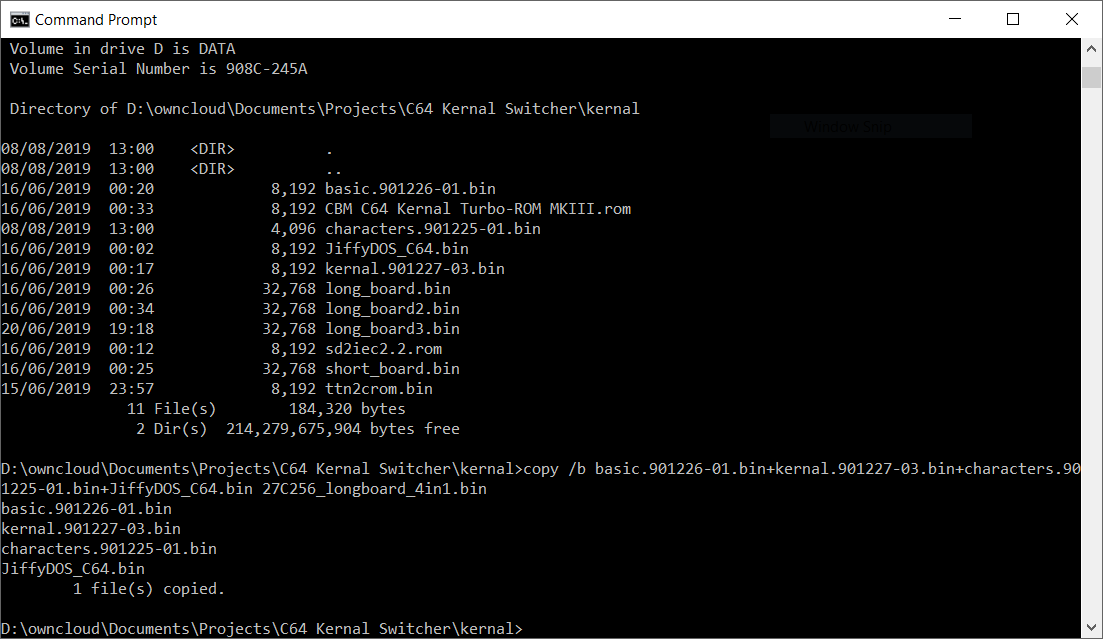 Command Prompt
Volume in drive D is DATA
Volume Serial Number is 908C-245A
Directory of D:\owncloud\Documents\Projects\C64 Kernal Switcher\kernal
Window Snip
08/08/2019  13:00    <DIR>          .
08/08/2019  13:00    <DIR>          ..
16/06/2019  00:20             8,192 basic.901226-01.bin
16/06/2019  00:33             8,192 CBM C64 Kernal Turbo-ROM MKIII.rom
08/08/2019  13:00             4,096 characters.901225-01.bin
16/06/2019  00:02             8,192 JiffyDOS_C64.bin
16/06/2019  00:17             8,192 kernal.901227-03.bin
16/06/2019  00:26            32,768 long_board.bin
16/06/2019  00:34            32,768 long_board2.bin
20/06/2019  19:18            32,768 long_board3.bin
16/06/2019  00:12             8,192 sd2iec2.2.rom
16/06/2019  00:25            32,768 short_board.bin
15/06/2019  23:57             8,192 ttn2crom.bin
11 File(s)        184,320 bytes
2 Dir(s)  214,279,675,904 bytes free
D:\owncloud\Documents\Projects\C64 Kernal Switcher\kernal>copy /b basic.901226-01.bin+kernal.901227-03.bin+characters.90
1225-01.bin+JiffyDOS_C64.bin 27C256_longboard_4in1.bin
basic.901226-01.bin
kernal.901227-03.bin
characters.901225-01.bin
JiffyDOS_C64.bin
1 file(s) copied.
D:\owncloud\Documents\Projects\C64 Kernal Switcher\kernal>